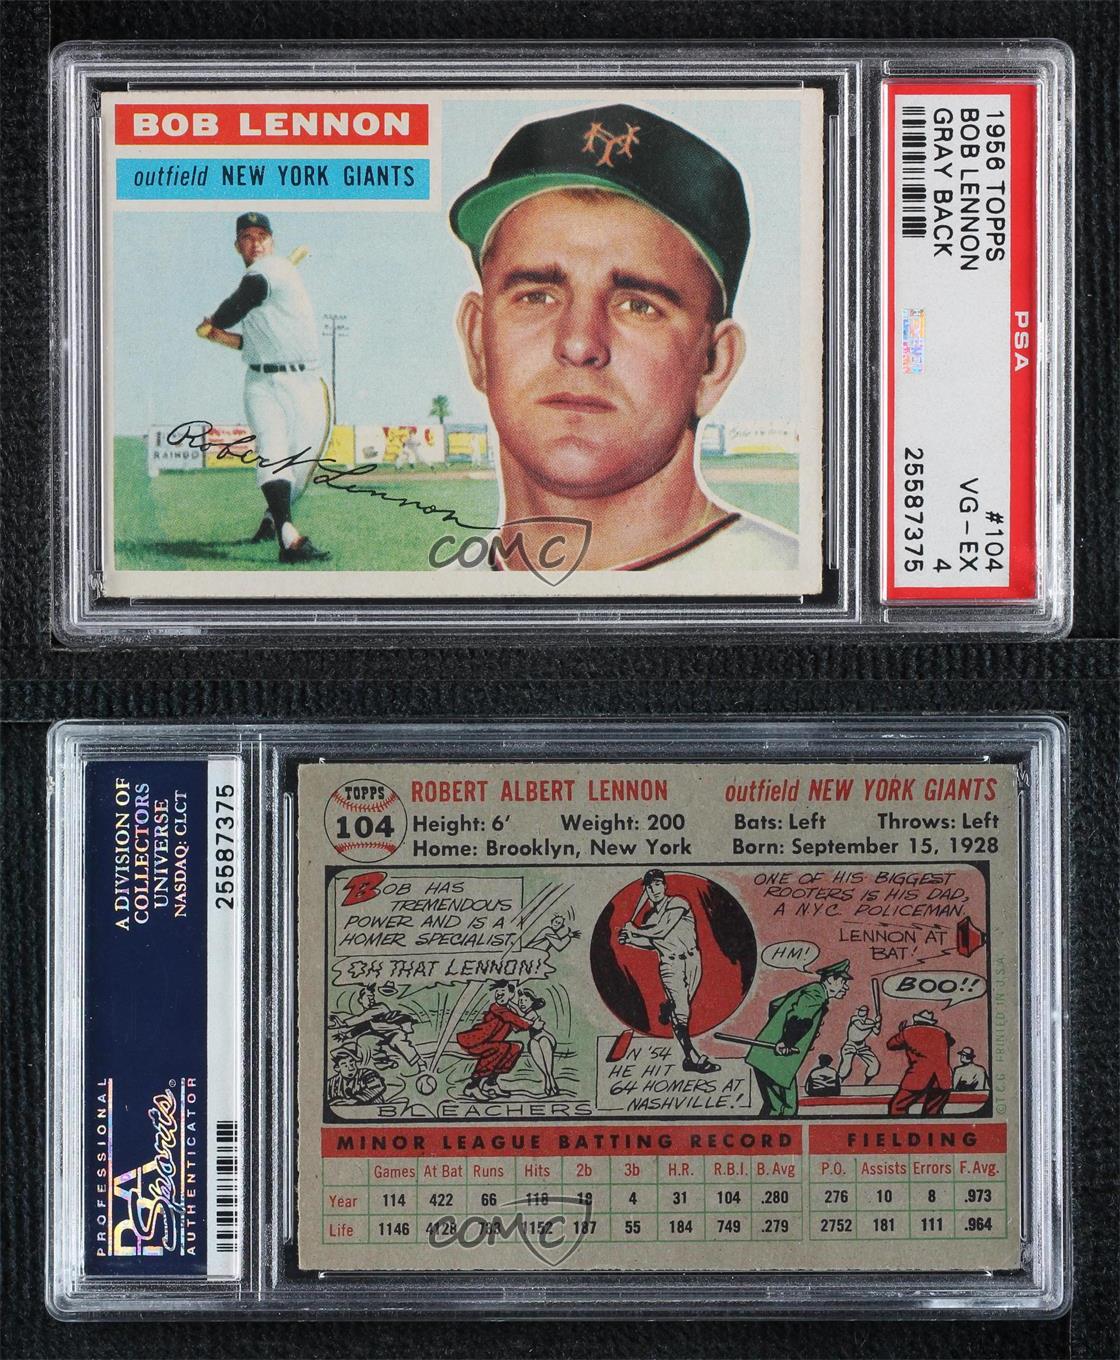 BOB LENNON
outfield NEW YORK GIANTS
RAINBO
Robert Lennon
COMC
1956 TOPPS
BOB LENNON
GRAY BACK
PSA
#104
VG-EX
4
25587375
A DIVISION OF
COLLECTORS
UNIVERSE
NASDAQ: CLCT
25587375
PROFESSIONAL
PSA
Sports
AUTHENTICATOR
TOPPS
104
ROBERT ALBERT LENNON
outfield NEW YORK GIANTS
Height: 6' Weight: 200 Bats: Left Throws: Left
Home: Brooklyn, New York Born: September 15, 1928
BOB HAS
TREMENDOUS
POWER AND IS A
HOMER SPECIALIST.
OH THAT LENNON!
BLEACHERS
IN '54
HE HIT
64 HOMERS AT
NASHVILLE!
ONE OF HIS BIGGEST
ROOTERS IS HIS DAD,
A N.Y.C. POLICEMAN.
LENNON AT
BAT!
HM!
BOO!!
© T.C.G. PRINTED IN U.S.A.
MINOR LEAGUE BATTING RECORD FIELDING
Games At Bat Runs Hits 2b 3b H.R. R.B.I. B. Avg P.O. Assists Errors F. Avg.
Year 114 422 66 118 19 4 31 104 .280 276 10 8 .973
Life 1146 4128 1152 187 55 184 749 .279 2752 181 111 .964
COMC